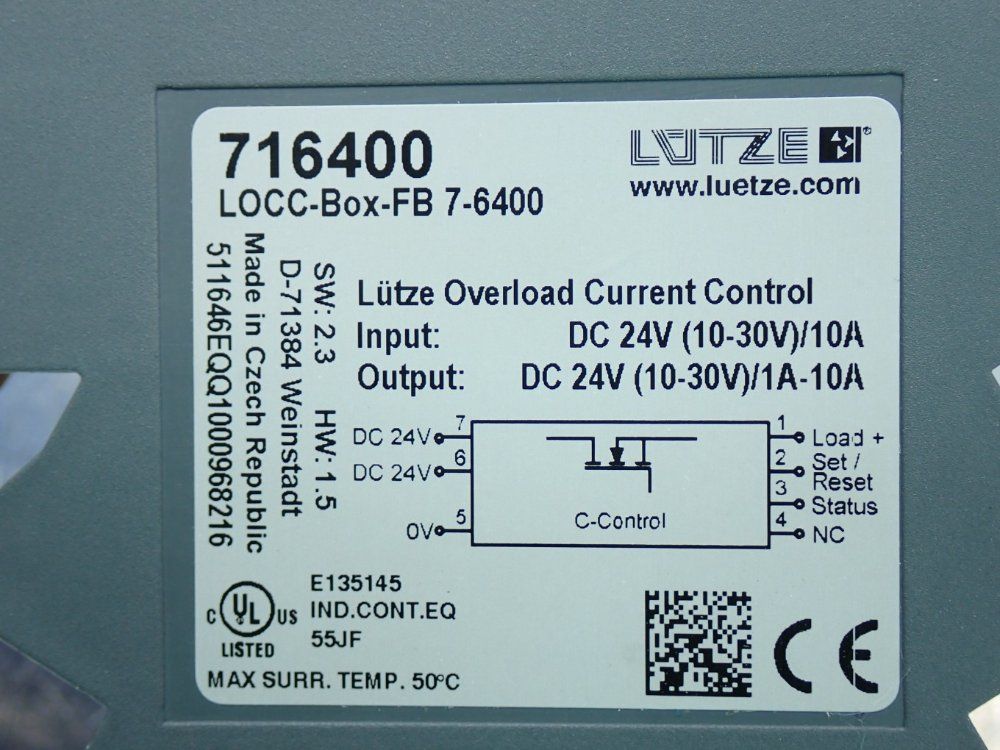 716400
LOCC-Box-FB 7-6400
LÜTZE
www.luetze.com
SW: 2.3 HW: 1.5
D-71384 Weinstadt
Made in Czech Republic
511646EQQ1000968216
Lütze Overload Current Control
Input: DC 24V (10-30V)/10A
Output: DC 24V (10-30V)/1A-10A
DC 24V 7
DC 24V 6
0V 5
C-Control
1 Load +
2 Set /
Reset
3 Status
4 NC
C UL US
LISTED
E135145
IND.CONT.EQ
55JF
MAX SURR. TEMP. 50°C
CE